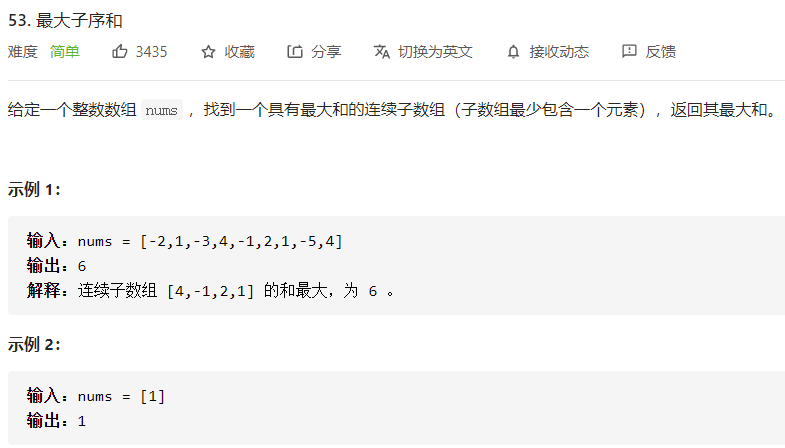 53. 最大子序和
难度 简单 3435 收藏 分享 切换为英文 接收动态 反馈
给定一个整数数组 nums ，找到一个具有最大和的连续子数组（子数组最少包含一个元素），返回其最大和。
示例 1：
输入：nums = [-2,1,-3,4,-1,2,1,-5,4]
输出：6
解释：连续子数组 [4,-1,2,1] 的和最大，为 6 。
示例 2：
输入：nums = [1]
输出：1